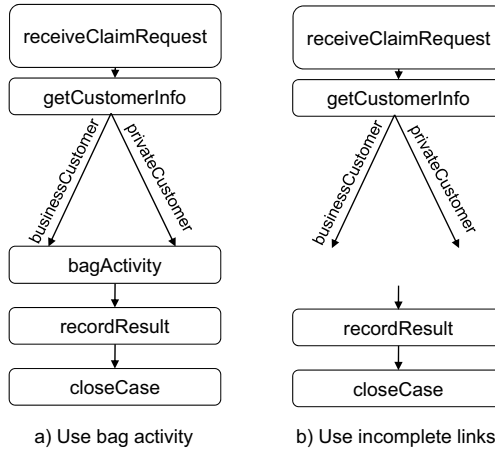 receiveClaimRequest
getCustomerInfo
businessCustomer
privateCustomer
bagActivity
recordResult
closeCase
a) Use bag activity
receiveClaimRequest
getCustomerInfo
businessCustomer
privateCustomer
recordResult
closeCase
b) Use incomplete links